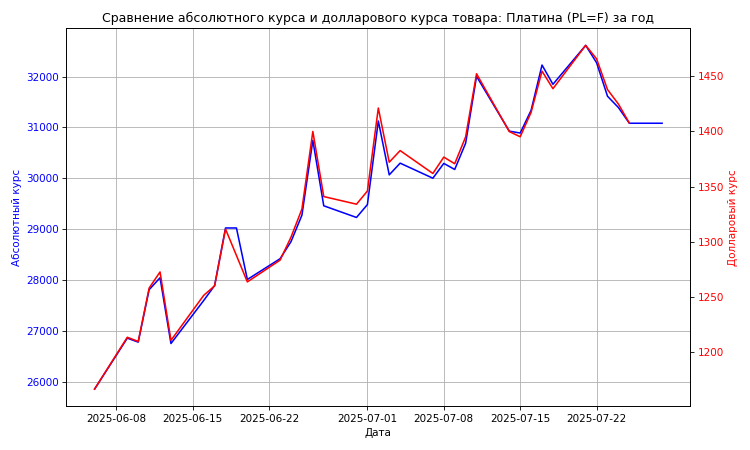 Сравнение абсолютного курса и долларового курса товара: Платина (PL=F) за год
Абсолютный курс
32000
31000
30000
29000
28000
27000
26000
1450
1400
1350
1300
1250
1200
Долларовый курс
2025-06-08 2025-06-15 2025-06-22 2025-07-01 2025-07-08 2025-07-15 2025-07-22
Дата